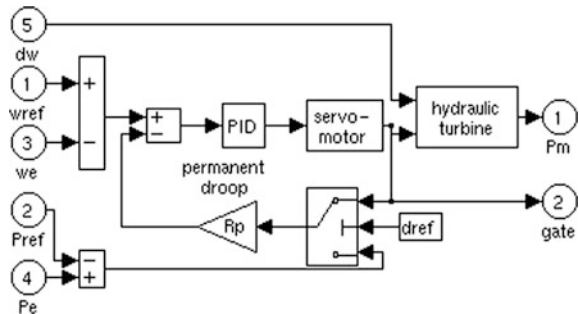 5
dw
1
wref
3
we
2
Pref
4
Pe
+
−
+
−
PID
servo-
motor
hydraulic
turbine
1
Pm
permanent
droop
Rp
dref
2
gate
−
+